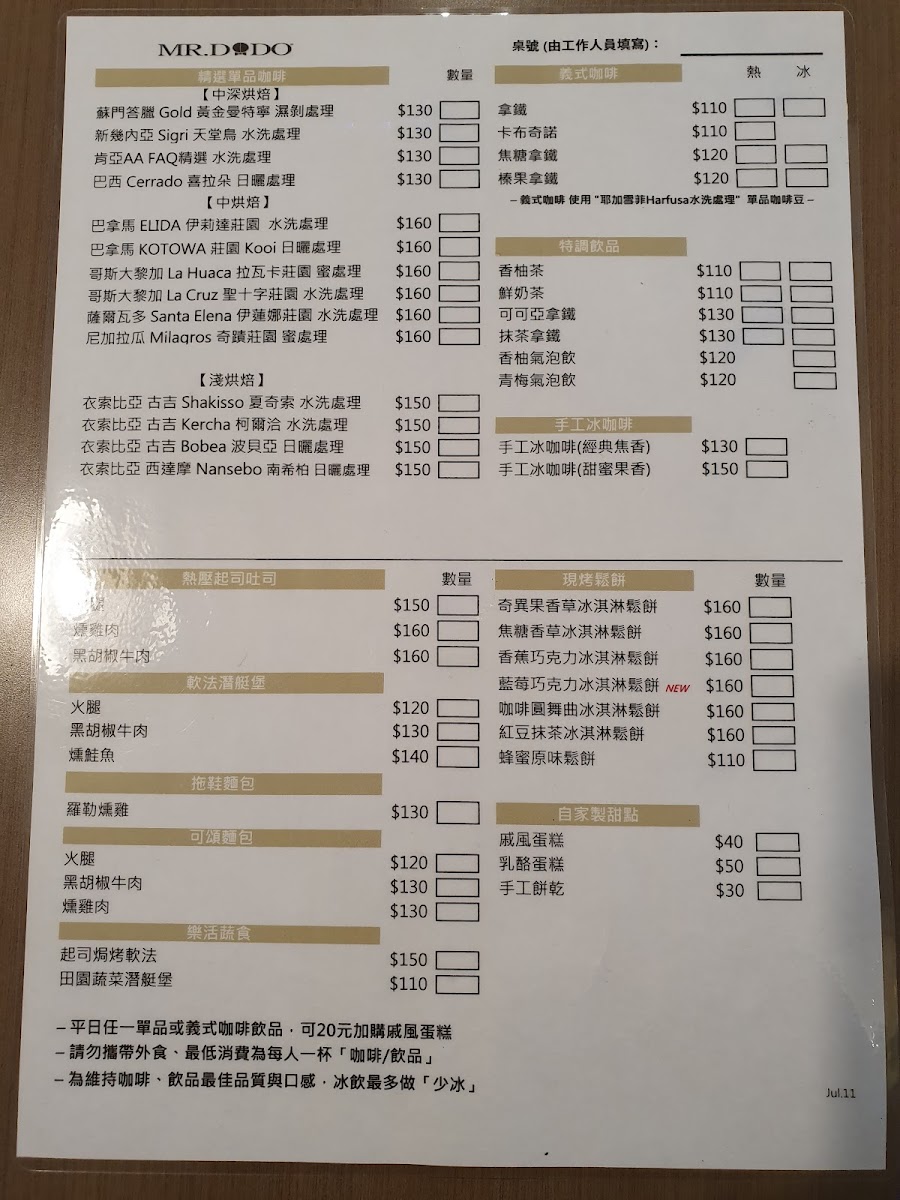 MR.DODO
桌號 (由工作人員填寫)：
精選單品咖啡 數量
【中深烘焙】
蘇門答臘 Gold 黃金曼特寧 濕剝處理 $130
新幾內亞 Sigri 天堂鳥 水洗處理 $130
肯亞AA FAQ精選 水洗處理 $130
巴西 Cerrado 喜拉朵 日曬處理 $130
【中烘焙】
巴拿馬 ELIDA 伊莉達莊園 水洗處理 $160
巴拿馬 KOTOWA 莊園 Kooi 日曬處理 $160
哥斯大黎加 La Huaca 拉瓦卡莊園 蜜處理 $160
哥斯大黎加 La Cruz 聖十字莊園 水洗處理 $160
薩爾瓦多 Santa Elena 伊蓮娜莊園 水洗處理 $160
尼加拉瓜 Milagros 奇蹟莊園 蜜處理 $160
【淺烘焙】
衣索比亞 古吉 Shakisso 夏奇索 水洗處理 $150
衣索比亞 古吉 Kercha 柯爾洽 水洗處理 $150
衣索比亞 古吉 Bobea 波貝亞 日曬處理 $150
衣索比亞 西達摩 Nansebo 南希柏 日曬處理 $150
義式咖啡 熱 冰
拿鐵 $110
卡布奇諾 $110
焦糖拿鐵 $120
榛果拿鐵 $120
–義式咖啡 使用 "耶加雪菲Harfusa水洗處理" 單品咖啡豆–
特調飲品
香柚茶 $110
鮮奶茶 $110
可可亞拿鐵 $130
抹茶拿鐵 $130
香柚氣泡飲 $120
青梅氣泡飲 $120
手工冰咖啡
手工冰咖啡(經典焦香) $130
手工冰咖啡(甜蜜果香) $150
熱壓起司吐司 數量
$150
燻雞肉 $160
黑胡椒牛肉 $160
軟法潛艇堡
火腿 $120
黑胡椒牛肉 $130
燻鮭魚 $140
拖鞋麵包
羅勒燻雞 $130
可頌麵包
火腿 $120
黑胡椒牛肉 $130
燻雞肉 $130
樂活蔬食
起司焗烤軟法 $150
田園蔬菜潛艇堡 $110
現烤鬆餅 數量
奇異果香草冰淇淋鬆餅 $160
焦糖香草冰淇淋鬆餅 $160
香蕉巧克力冰淇淋鬆餅 $160
藍莓巧克力冰淇淋鬆餅 NEW $160
咖啡圓舞曲冰淇淋鬆餅 $160
紅豆抹茶冰淇淋鬆餅 $160
蜂蜜原味鬆餅 $110
自家製甜點
戚風蛋糕 $40
乳酪蛋糕 $50
手工餅乾 $30
–平日任一單品或義式咖啡飲品，可20元加購戚風蛋糕
–請勿攜帶外食、最低消費為每人一杯「咖啡/飲品」
–為維持咖啡、飲品最佳品質與口感，冰飲最多做「少冰」
Jul.11